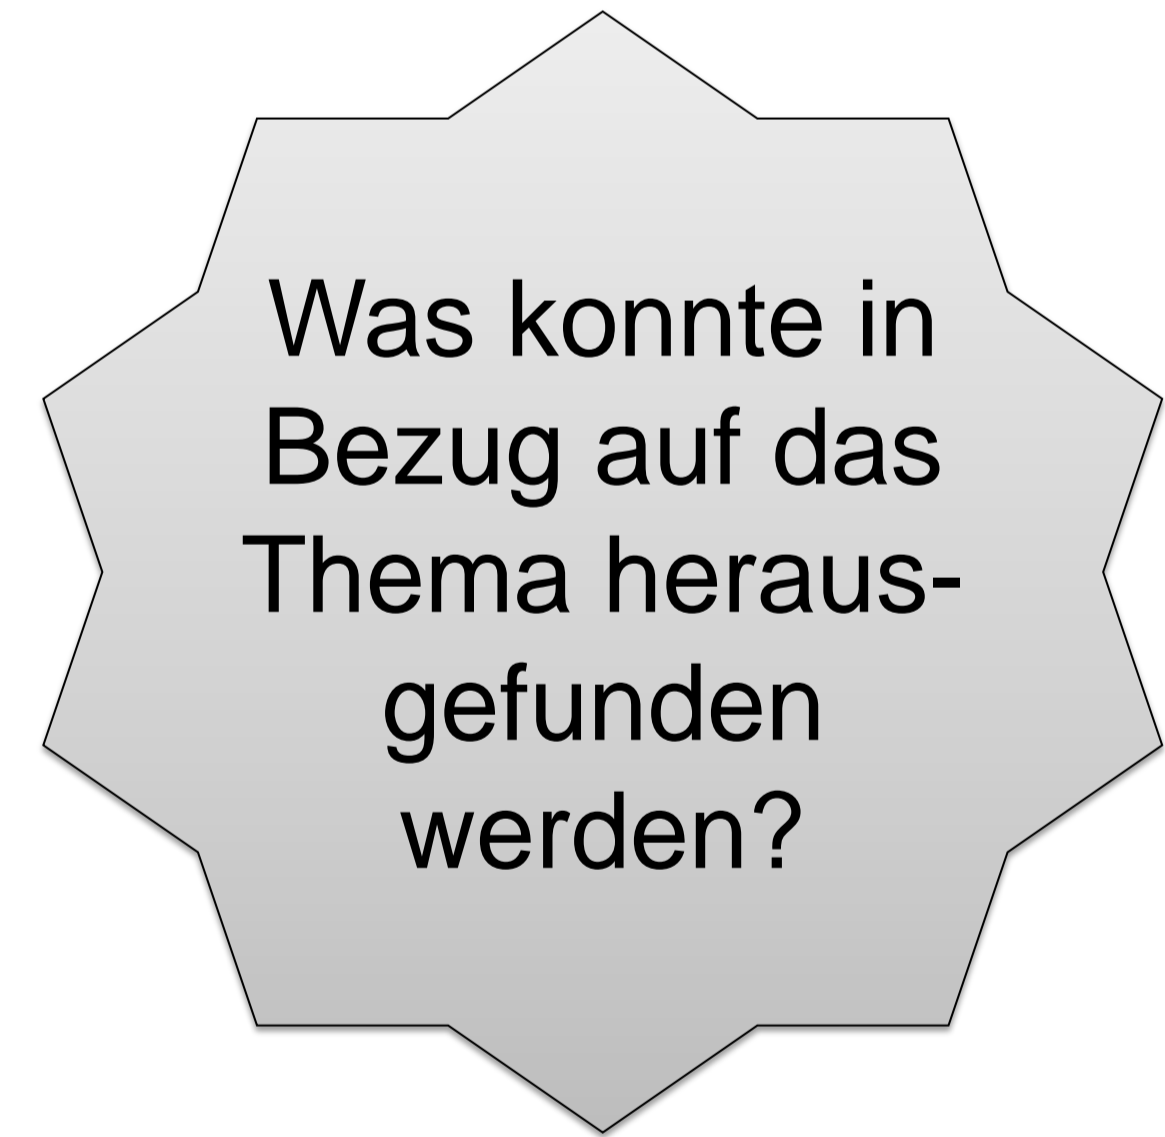 Was konnte in
Bezug auf das
Thema heraus-
gefunden
werden?